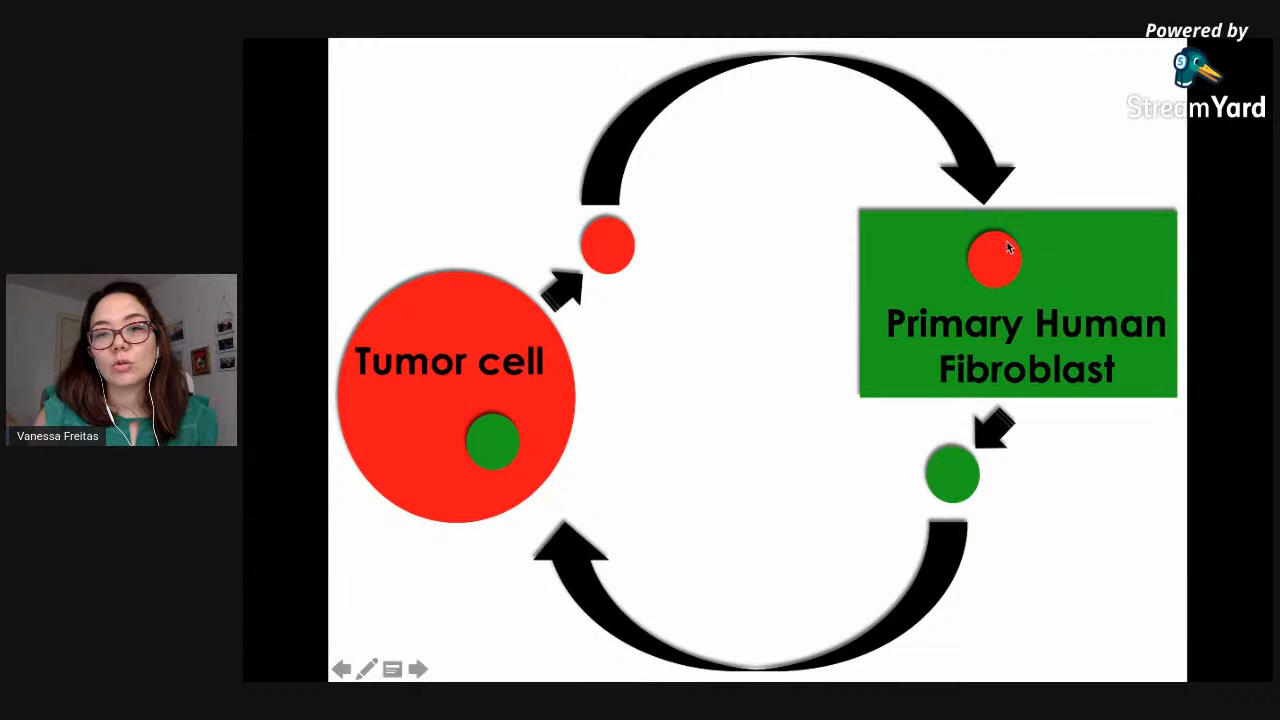 Powered by
StreamYard
Tumor cell
Primary Human
Fibroblast
Vanessa Freitas